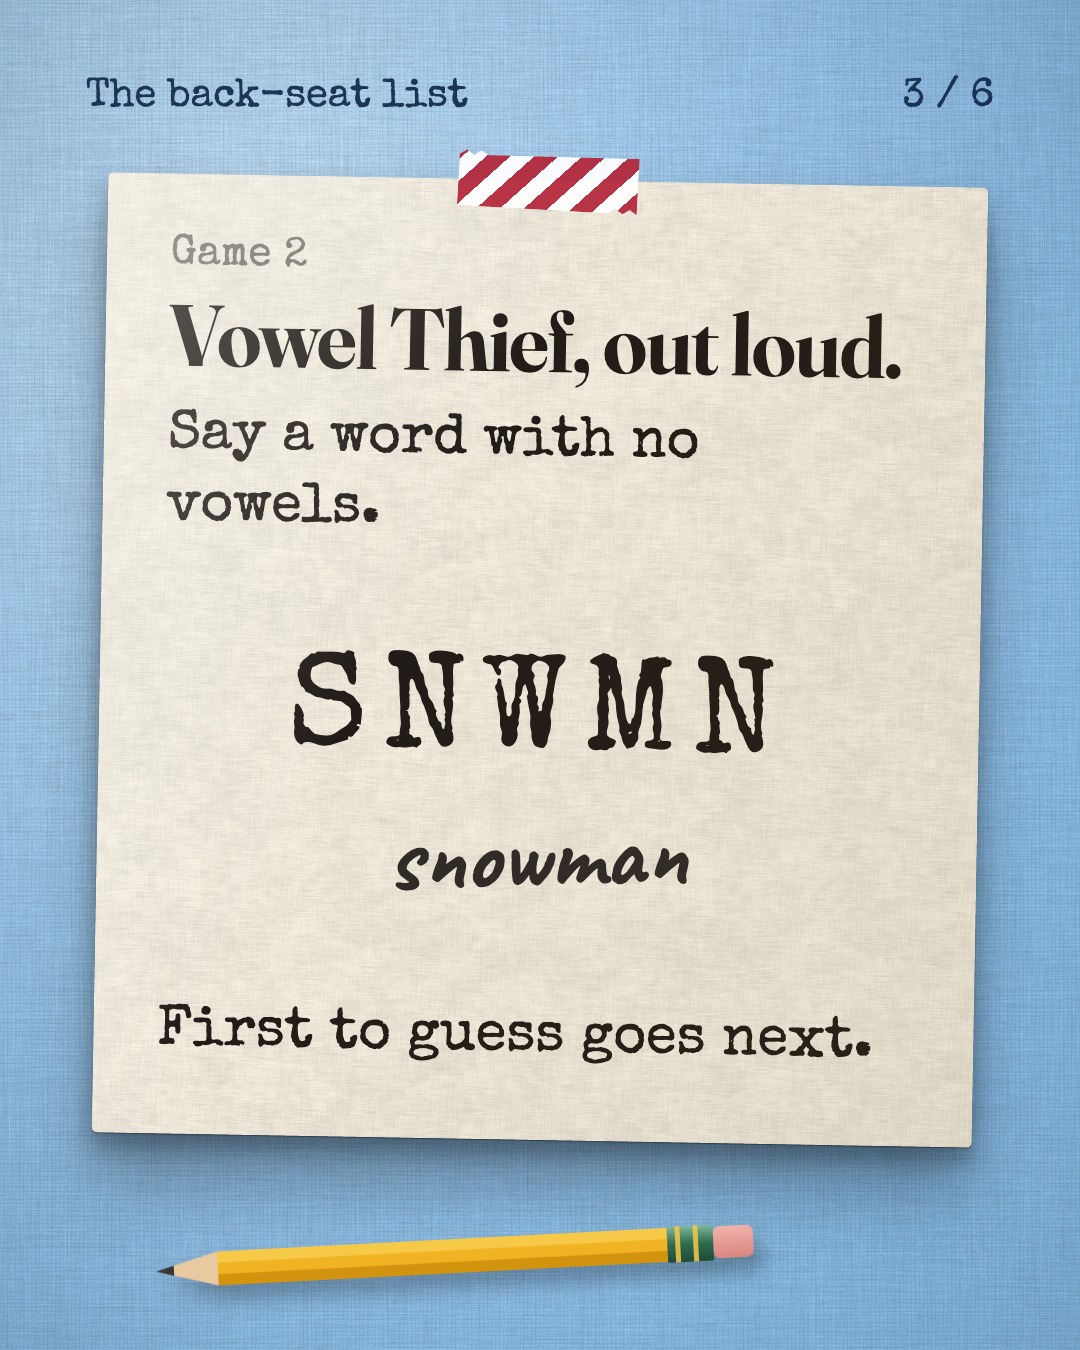 The back-seat list
3 / 6
Game 2
Vowel Thief, out loud.
Say a word with no
vowels.
SNWMN
snowman
First to guess goes next.